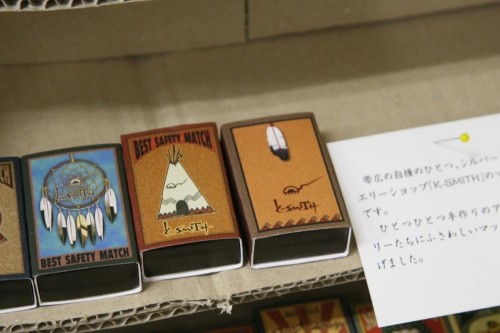 BEST SAFETY MATCH
K-SMITH
BEST SAFETY MATCH
K-SMITH
K-SMITH
帯広の自慢のひとつ、シルバー
エリーショップ「K-SMITH」の
です。
ひとつひとつ手作りのア
リーたちにふさわしいマッ
げました。